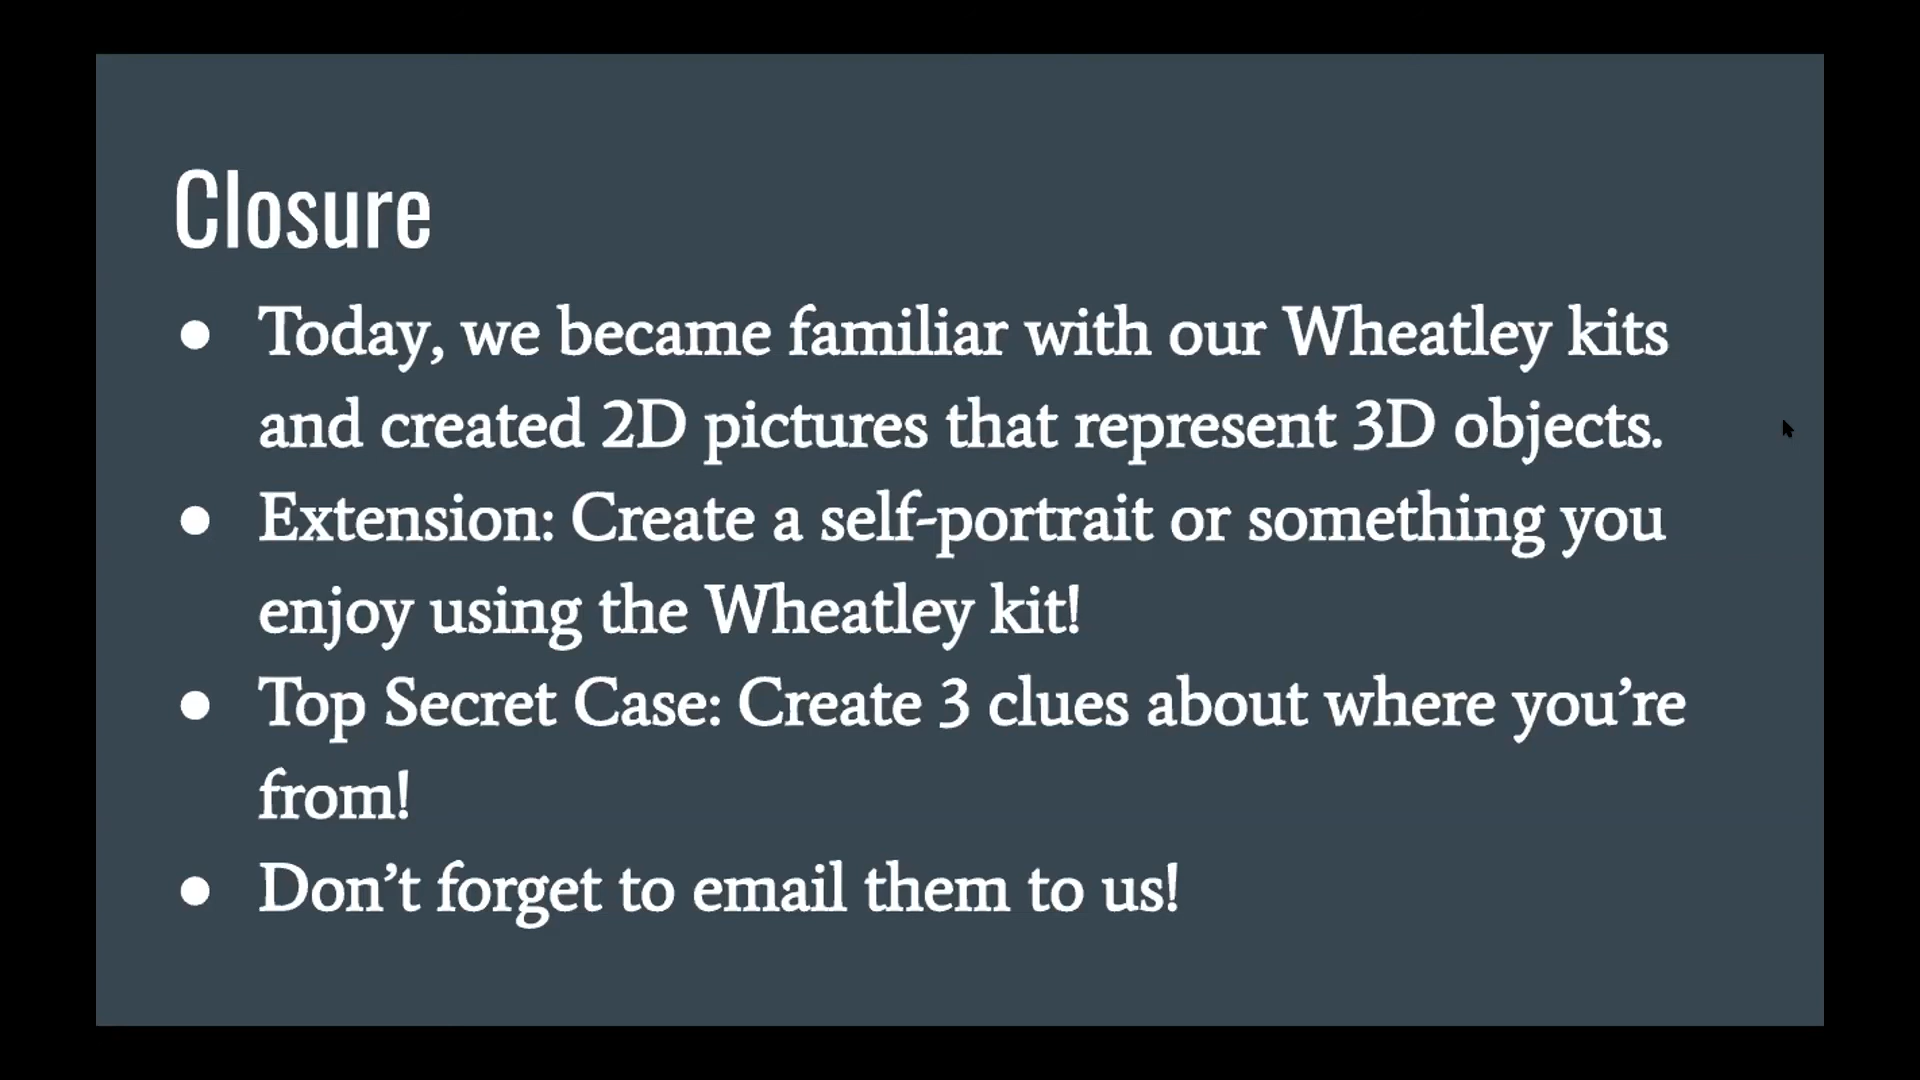 Closure
● Today, we became familiar with our Wheatley kits
and created 2D pictures that represent 3D objects.
● Extension: Create a self-portrait or something you
enjoy using the Wheatley kit!
● Top Secret Case: Create 3 clues about where you’re
from!
● Don’t forget to email them to us!